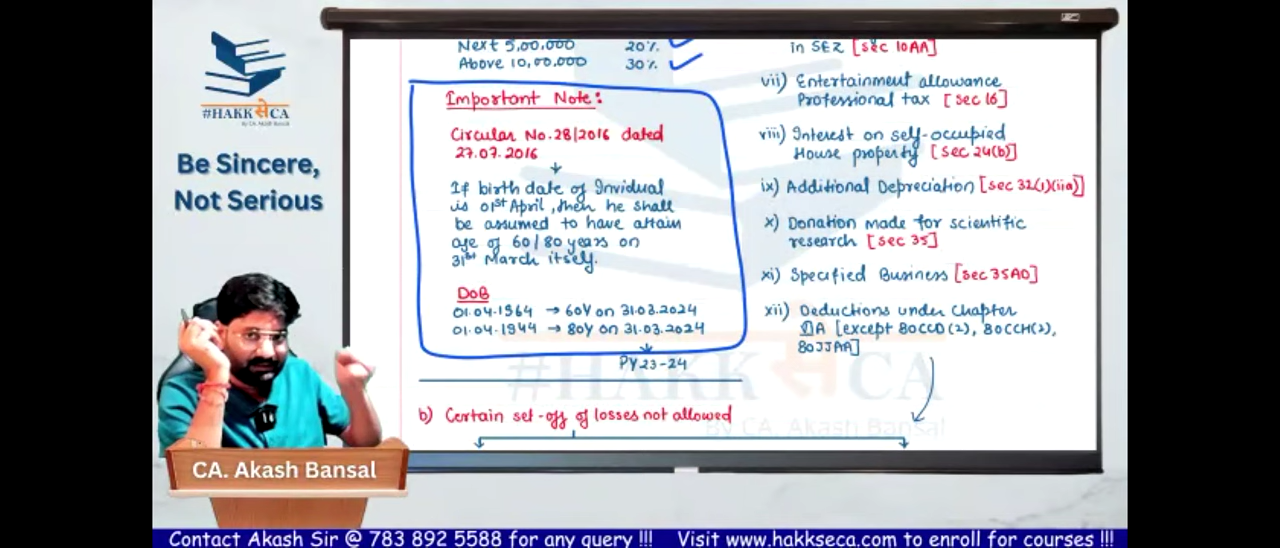 #HAKKसेCA
By CA. Akash Bansal
Be Sincere,
Not Serious
CA. Akash Bansal
Next 5,00,000 20%
Above 10,00,000 30%
Important Note:
Circular No.28/2016 dated
27.07.2016
If birth date of Invidual
is 01st April, then he shall
be assumed to have attain
age of 60/80 years on
31st March itself.
DoB
01.04.1964 → 60Y on 31.03.2024
01.04.1944 → 80Y on 31.03.2024
PY 23-24
b) Certain set-off of losses not allowed
in SEZ [Sec 10AA]
vii) Entertainment allowance
Professional tax [Sec 16]
viii) Interest on self-occupied
House property [Sec 24(b)]
ix) Additional Depreciation [Sec 32(1)(iia)]
x) Donation made for scientific
research [Sec 35]
xi) Specified Business [Sec 35AD]
xii) Deductions under Chapter
VIA [except 80CCD(2), 80CCH(2),
80JJAA]
#HAKKसेCA
By CA. Akash Bansal
Contact Akash Sir @ 783 892 5588 for any query !!! Visit www.hakkseca.com to enroll for courses !!!